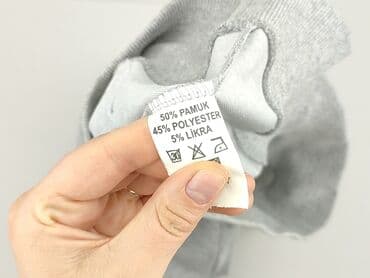 50% PAMUK
45% POLYESTER
5% LİKRA